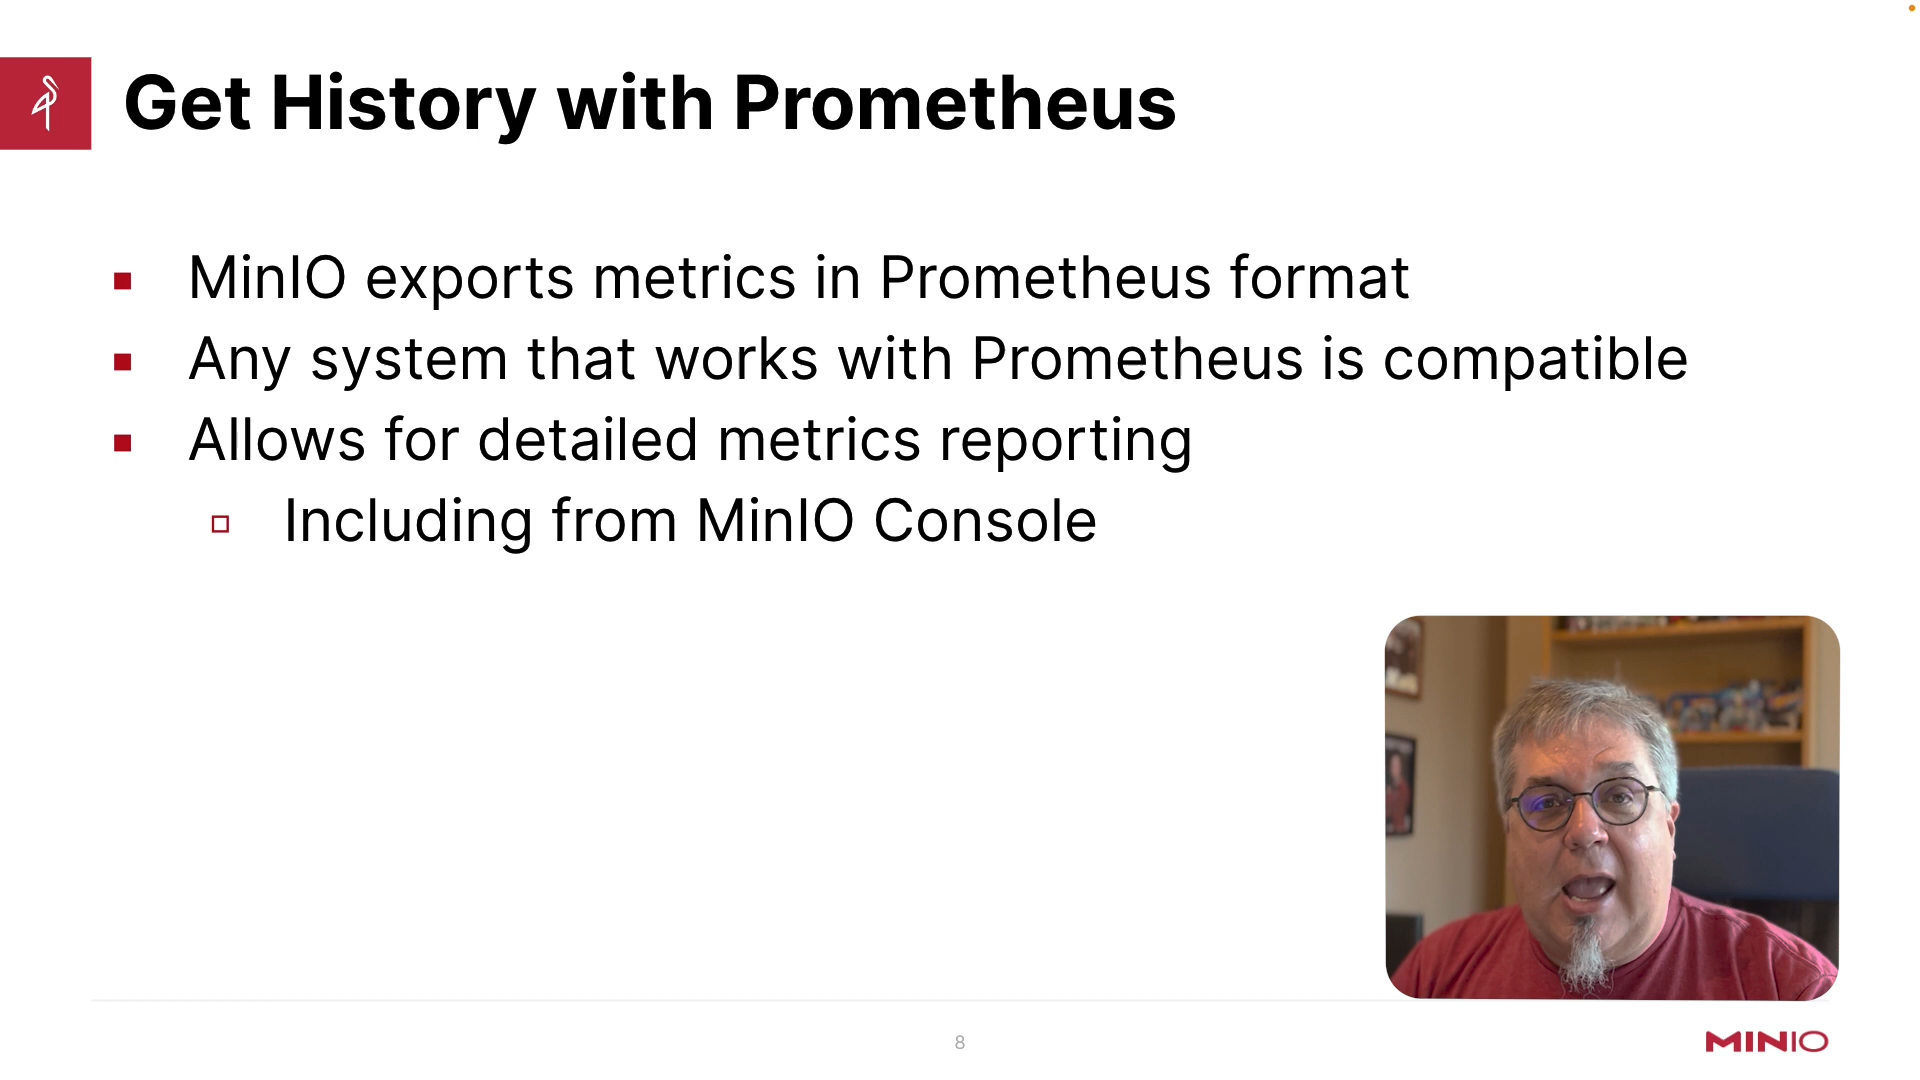 Get History with Prometheus
MinIO exports metrics in Prometheus format
Any system that works with Prometheus is compatible
Allows for detailed metrics reporting
Including from MinIO Console
8
MINIO